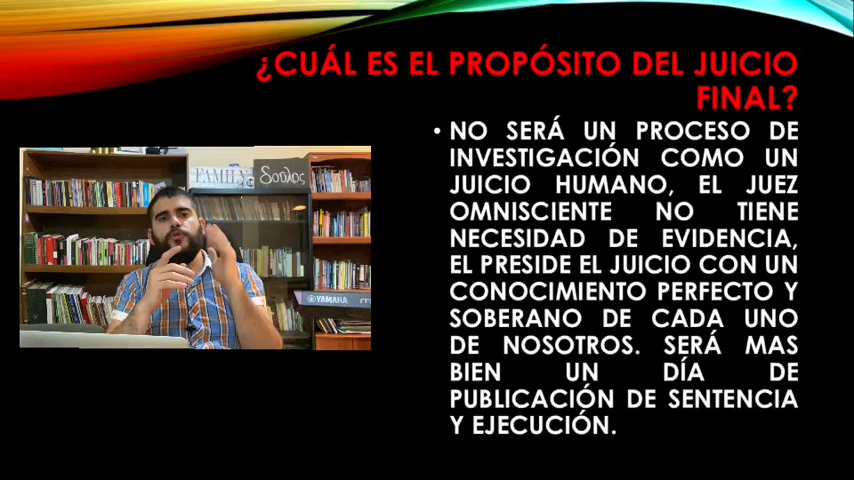 ¿CUÁL ES EL PROPÓSITO DEL JUICIO
FINAL?
• NO SERÁ UN PROCESO DE
INVESTIGACIÓN COMO UN
JUICIO HUMANO, EL JUEZ
OMNISCIENTE NO TIENE
NECESIDAD DE EVIDENCIA,
EL PRESIDE EL JUICIO CON UN
CONOCIMIENTO PERFECTO Y
SOBERANO DE CADA UNO
DE NOSOTROS. SERÁ MAS
BIEN UN DÍA DE
PUBLICACIÓN DE SENTENCIA
Y EJECUCIÓN.
FAMILY
δοῦλος
YAMAHA